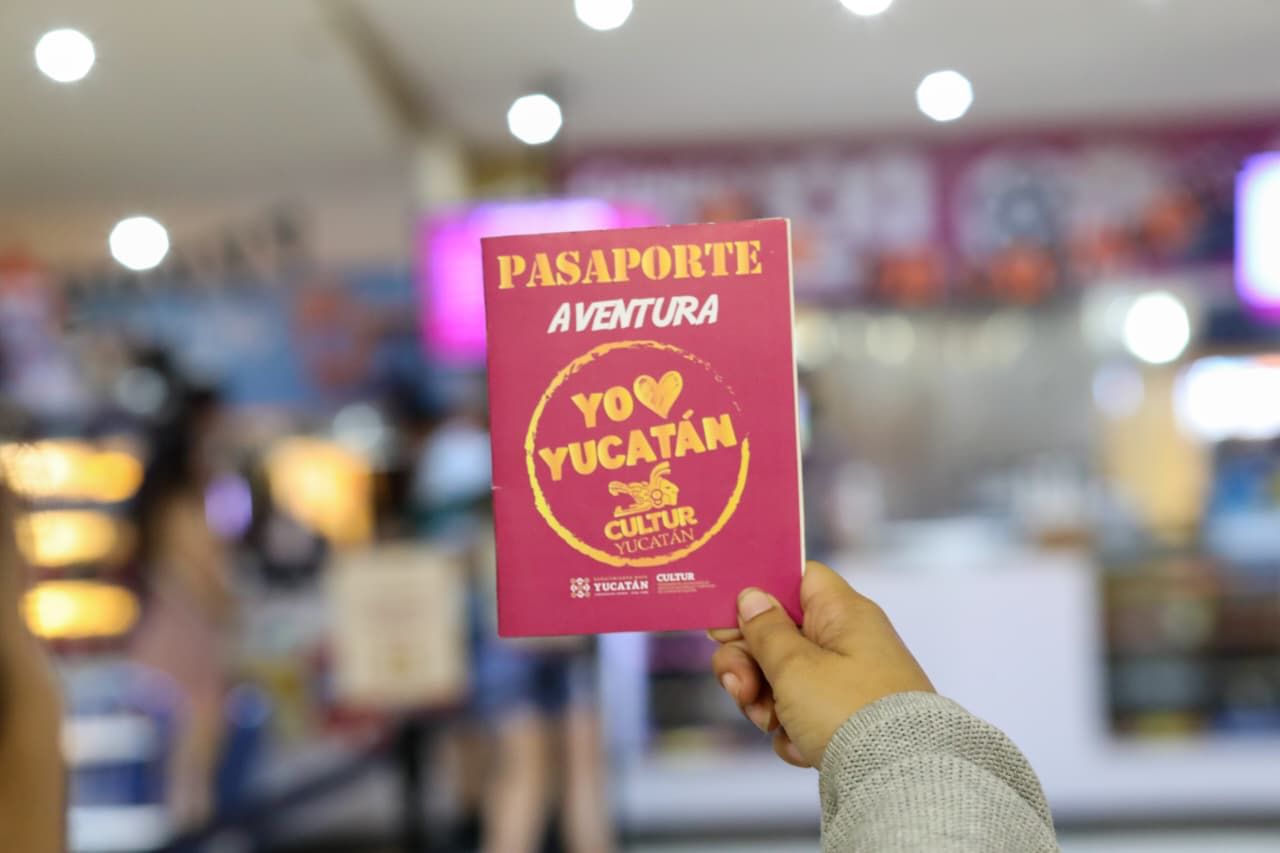 PASAPORTE
AVENTURA
YO
YUCATÁN
CULTUR
YUCATÁN
YUCATÁN
CULTUR